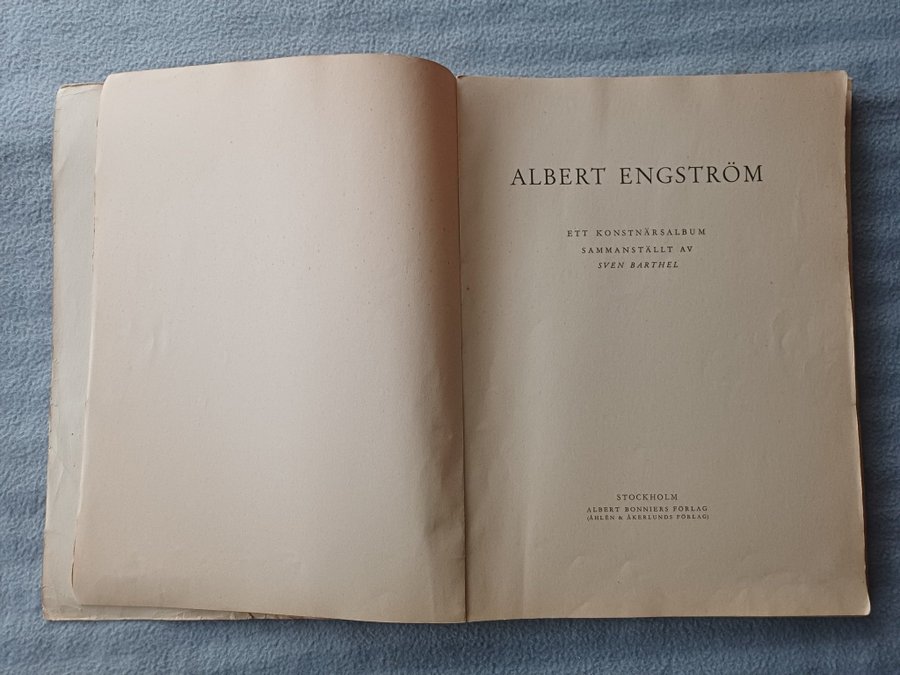 ALBERT ENGSTRÖM
ETT KONSTNÄRSALBUM
SAMMANSTÄLLT AV
SVEN BARTHEL
STOCKHOLM
ALBERT BONNIERS FÖRLAG
(ÅHLÉN & ÅKERLUNDS FÖRLAG)